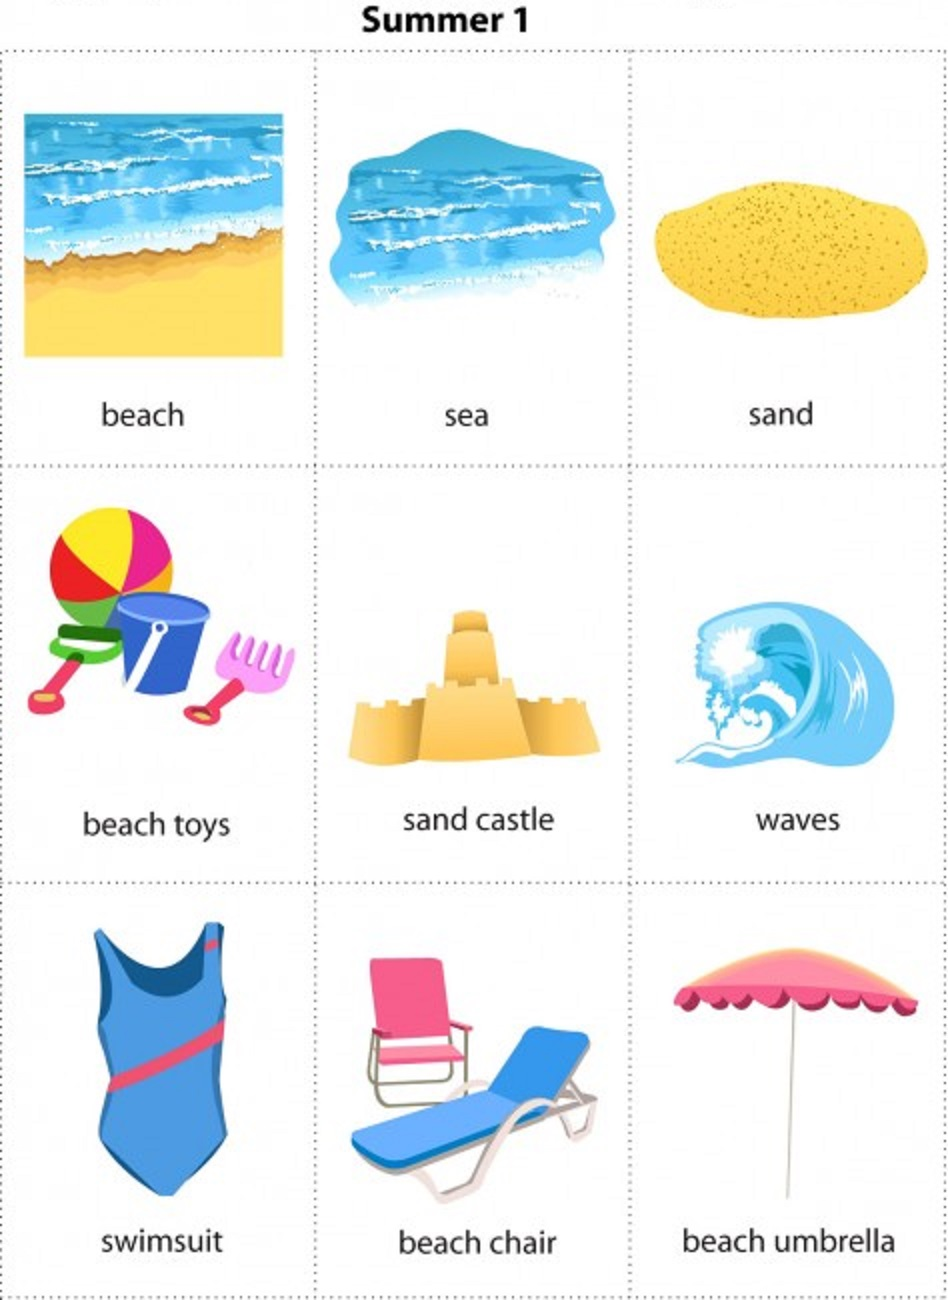 Summer 1
beach
sea
sand
beach toys
sand castle
waves
swimsuit
beach chair
beach umbrella